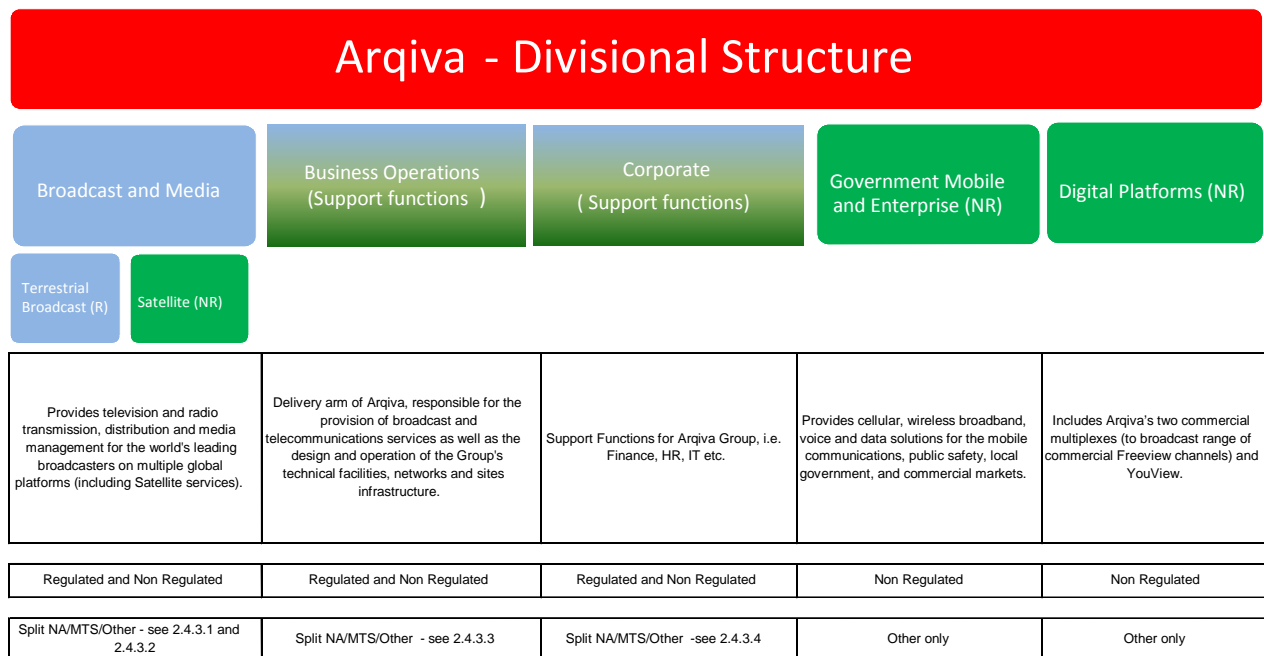 Arqiva - Divisional Structure
Broadcast and Media
Business Operations
(Support functions )
Corporate
( Support functions)
Government Mobile
and Enterprise (NR)
Digital Platforms (NR)
Terrestrial
Broadcast (R)
Satellite (NR)
Provides television and radio
transmission, distribution and media
management for the world's leading
broadcasters on multiple global
platforms (including Satellite services).
Delivery arm of Arqiva, responsible for the
provision of broadcast and
telecommunications services as well as the
design and operation of the Group's
technical facilities, networks and sites
infrastructure.
Support Functions for Arqiva Group, i.e.
Finance, HR, IT etc.
Provides cellular, wireless broadband,
voice and data solutions for the mobile
communications, public safety, local
government, and commercial markets.
Includes Arqiva's two commercial
multiplexes (to broadcast range of
commercial Freeview channels) and
YouView.
Regulated and Non Regulated
Regulated and Non Regulated
Regulated and Non Regulated
Non Regulated
Non Regulated
Split NA/MTS/Other - see 2.4.3.1 and
2.4.3.2
Split NA/MTS/Other - see 2.4.3.3
Split NA/MTS/Other -see 2.4.3.4
Other only
Other only